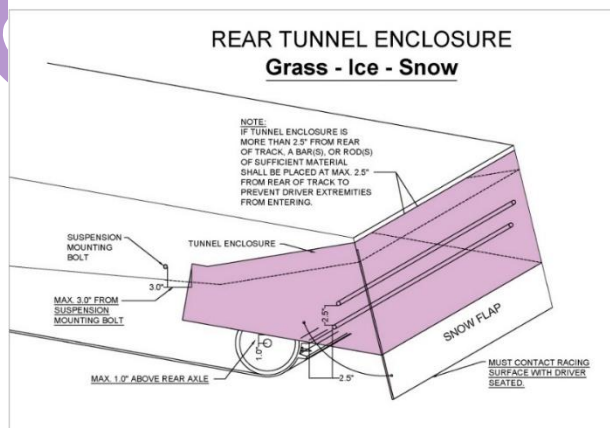 REAR TUNNEL ENCLOSURE
Grass - Ice - Snow
NOTE:
IF TUNNEL ENCLOSURE IS
MORE THAN 2.5" FROM REAR
OF TRACK, A BAR(S), OR ROD(S)
OF SUFFICIENT MATERIAL
SHALL BE PLACED AT MAX. 2.5"
FROM REAR OF TRACK TO
PREVENT DRIVER EXTREMITIES
FROM ENTERING.
SUSPENSION
MOUNTING
BOLT
TUNNEL ENCLOSURE
3.0"
MAX. 3.0" FROM
SUSPENSION
MOUNTING BOLT
2.5"
1.0"
SNOW FLAP
MAX. 1.0" ABOVE REAR AXLE
2.5"
MUST CONTACT RACING
SURFACE WITH DRIVER
SEATED.